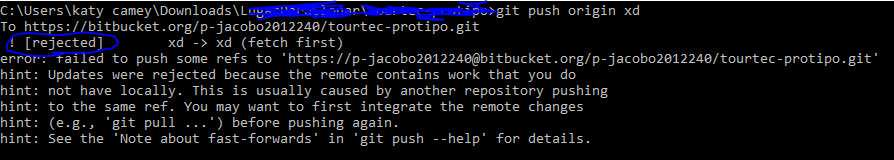 C:\Users\katy camey\Downloads\ git push origin xd
To https://bitbucket.org/p-jacobo2012240/tourtec-protipo.git
! [rejected] xd -> xd (fetch first)
error: failed to push some refs to 'https://p-jacobo2012240@bitbucket.org/p-jacobo2012240/tourtec-protipo.git'
hint: Updates were rejected because the remote contains work that you do
hint: not have locally. This is usually caused by another repository pushing
hint: to the same ref. You may want to first integrate the remote changes
hint: (e.g., 'git pull ...') before pushing again.
hint: See the 'Note about fast-forwards' in 'git push --help' for details.